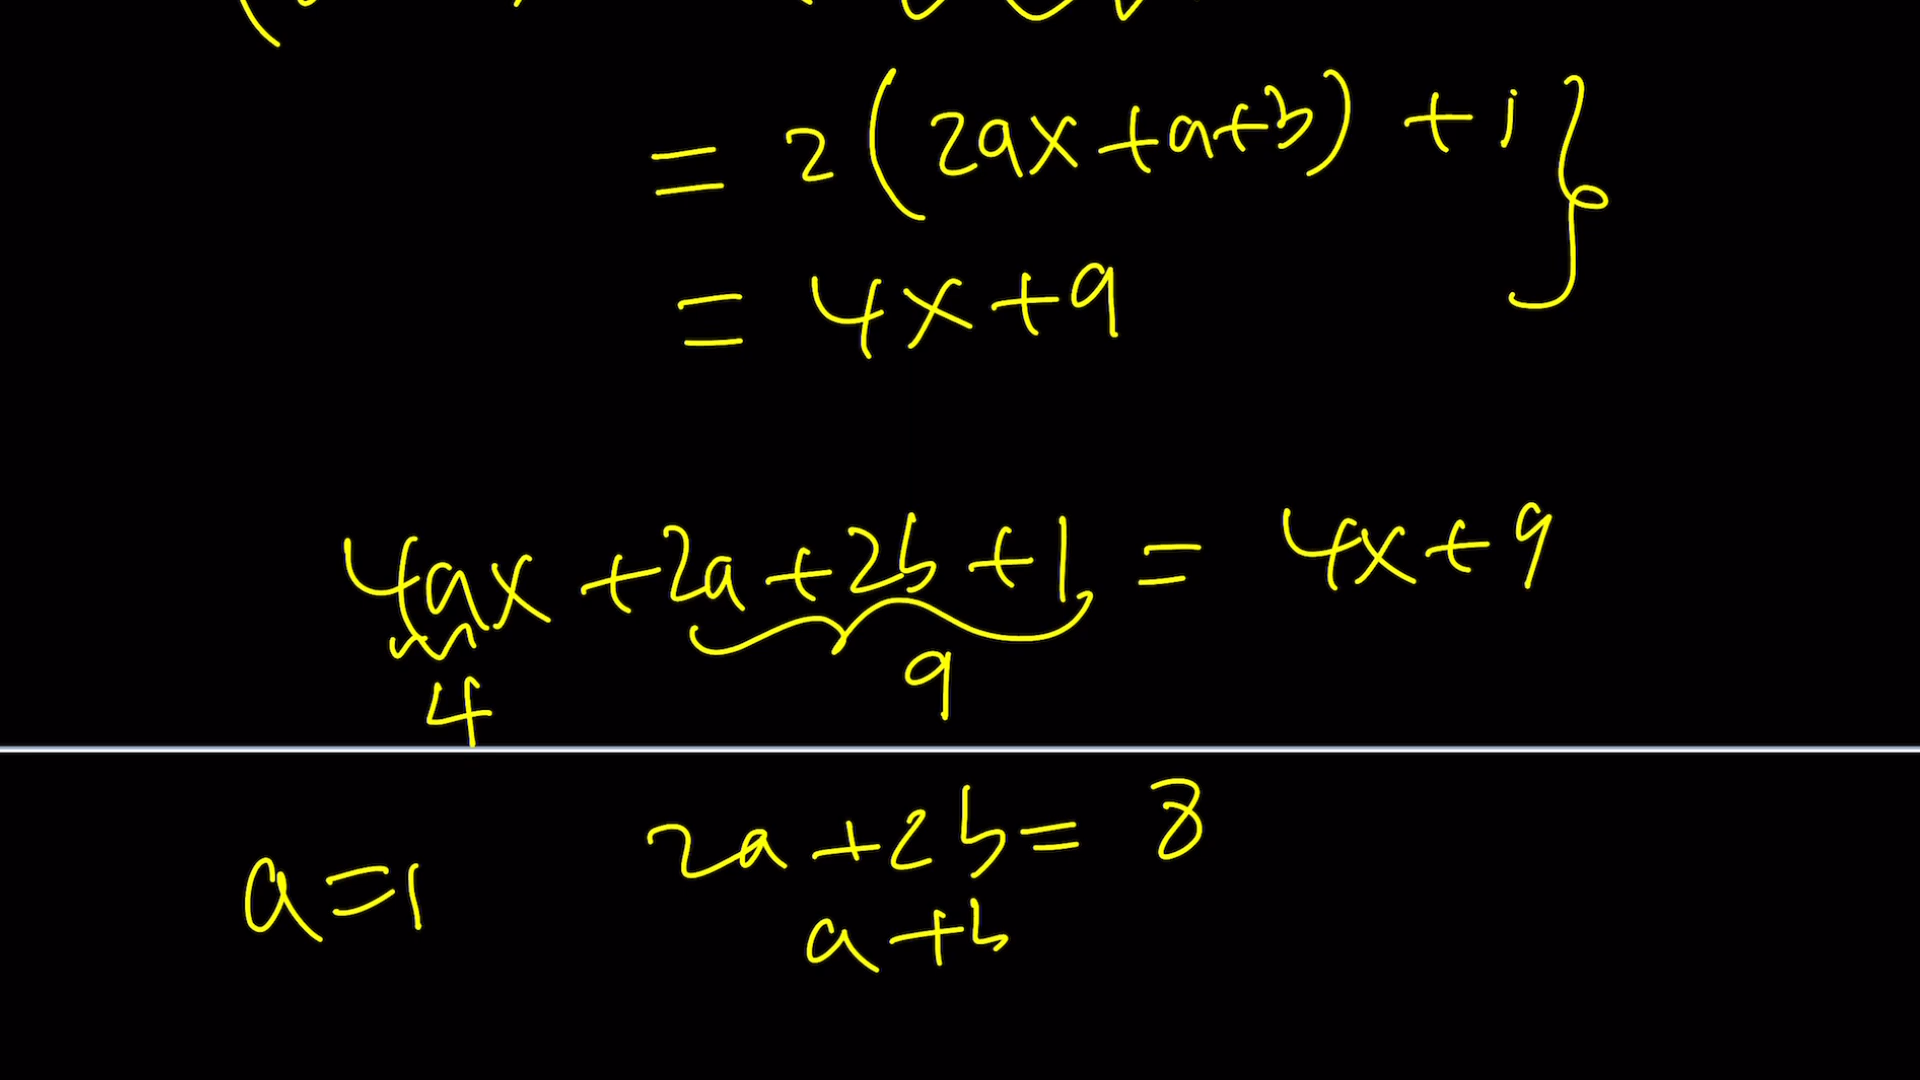 = 2(2ax+a+b) +1}
= 4x+9
4ax +2a+2b+1 = 4x+9
4 9
a=1 2a+2b= 8
a+b